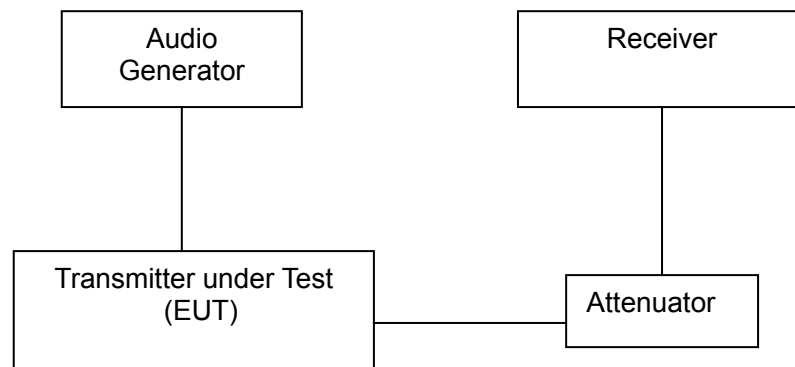 Audio
Generator
Receiver
Transmitter under Test
(EUT)
Attenuator